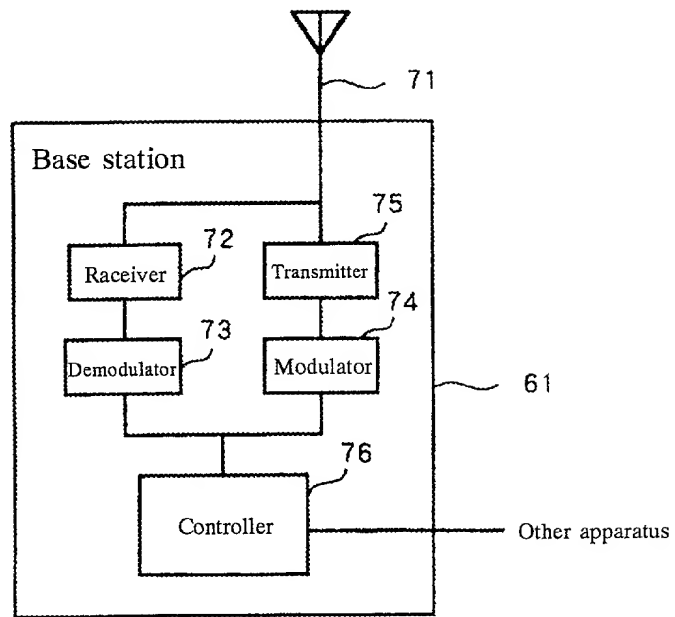 71
Base station
75
72
Raceiver
Transmitter
74
73
Demodulator
Modulator
61
76
Controller
Other apparatus